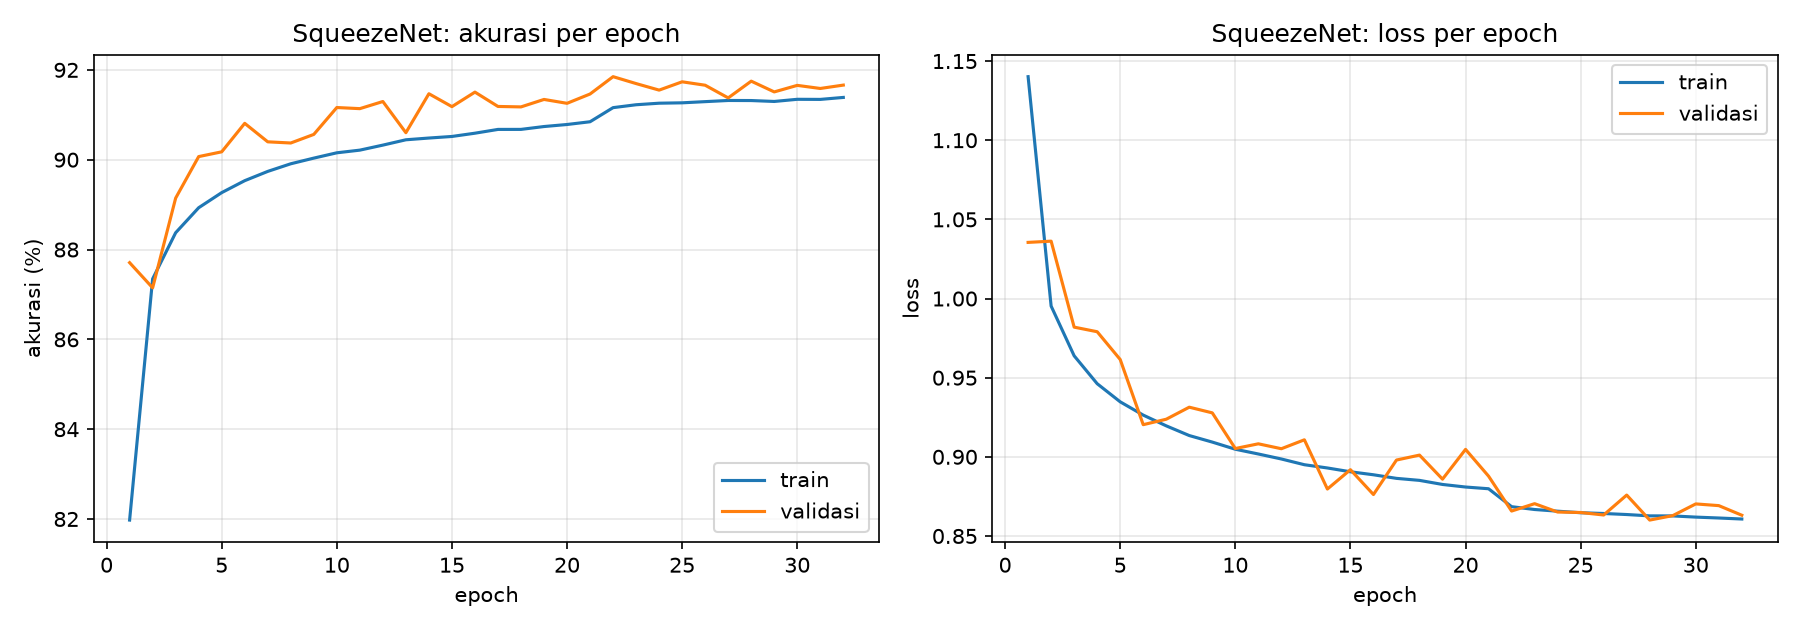 SqueezeNet: akurasi per epoch
akurasi (%)
92
90
88
86
84
82
0 5 10 15 20 25 30
epoch
train
validasi
SqueezeNet: loss per epoch
loss
1.15
1.10
1.05
1.00
0.95
0.90
0.85
0 5 10 15 20 25 30
epoch
train
validasi